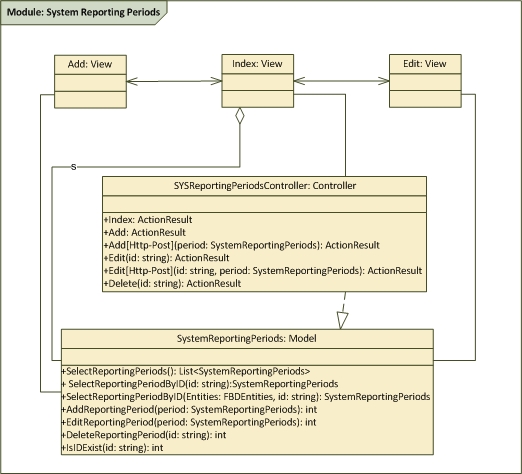 Module: System Reporting Periods
Add: View
Index: View
Edit: View
s
SYSReportingPeriodsController: Controller
+Index: ActionResult
+Add: ActionResult
+Add[Http-Post](period: SystemReportingPeriods): ActionResult
+Edit(id: string): ActionResult
+Edit[Http-Post](id: string, period: SystemReportingPeriods): ActionResult
+Delete(id: string): ActionResult
SystemReportingPeriods: Model
+SelectReportingPeriods(): List<SystemReportingPeriods>
+ SelectReportingPeriodByID(id: string):SystemReportingPeriods
+SelectReportingPeriodByID(Entities: FBDEntities, id: string): SystemReportingPeriods
+AddReportingPeriod(period: SystemReportingPeriods): int
+EditReportingPeriod(period: SystemReportingPeriods): int
+DeleteReportingPeriod(id: string): int
+IsIDExist(id: string): int